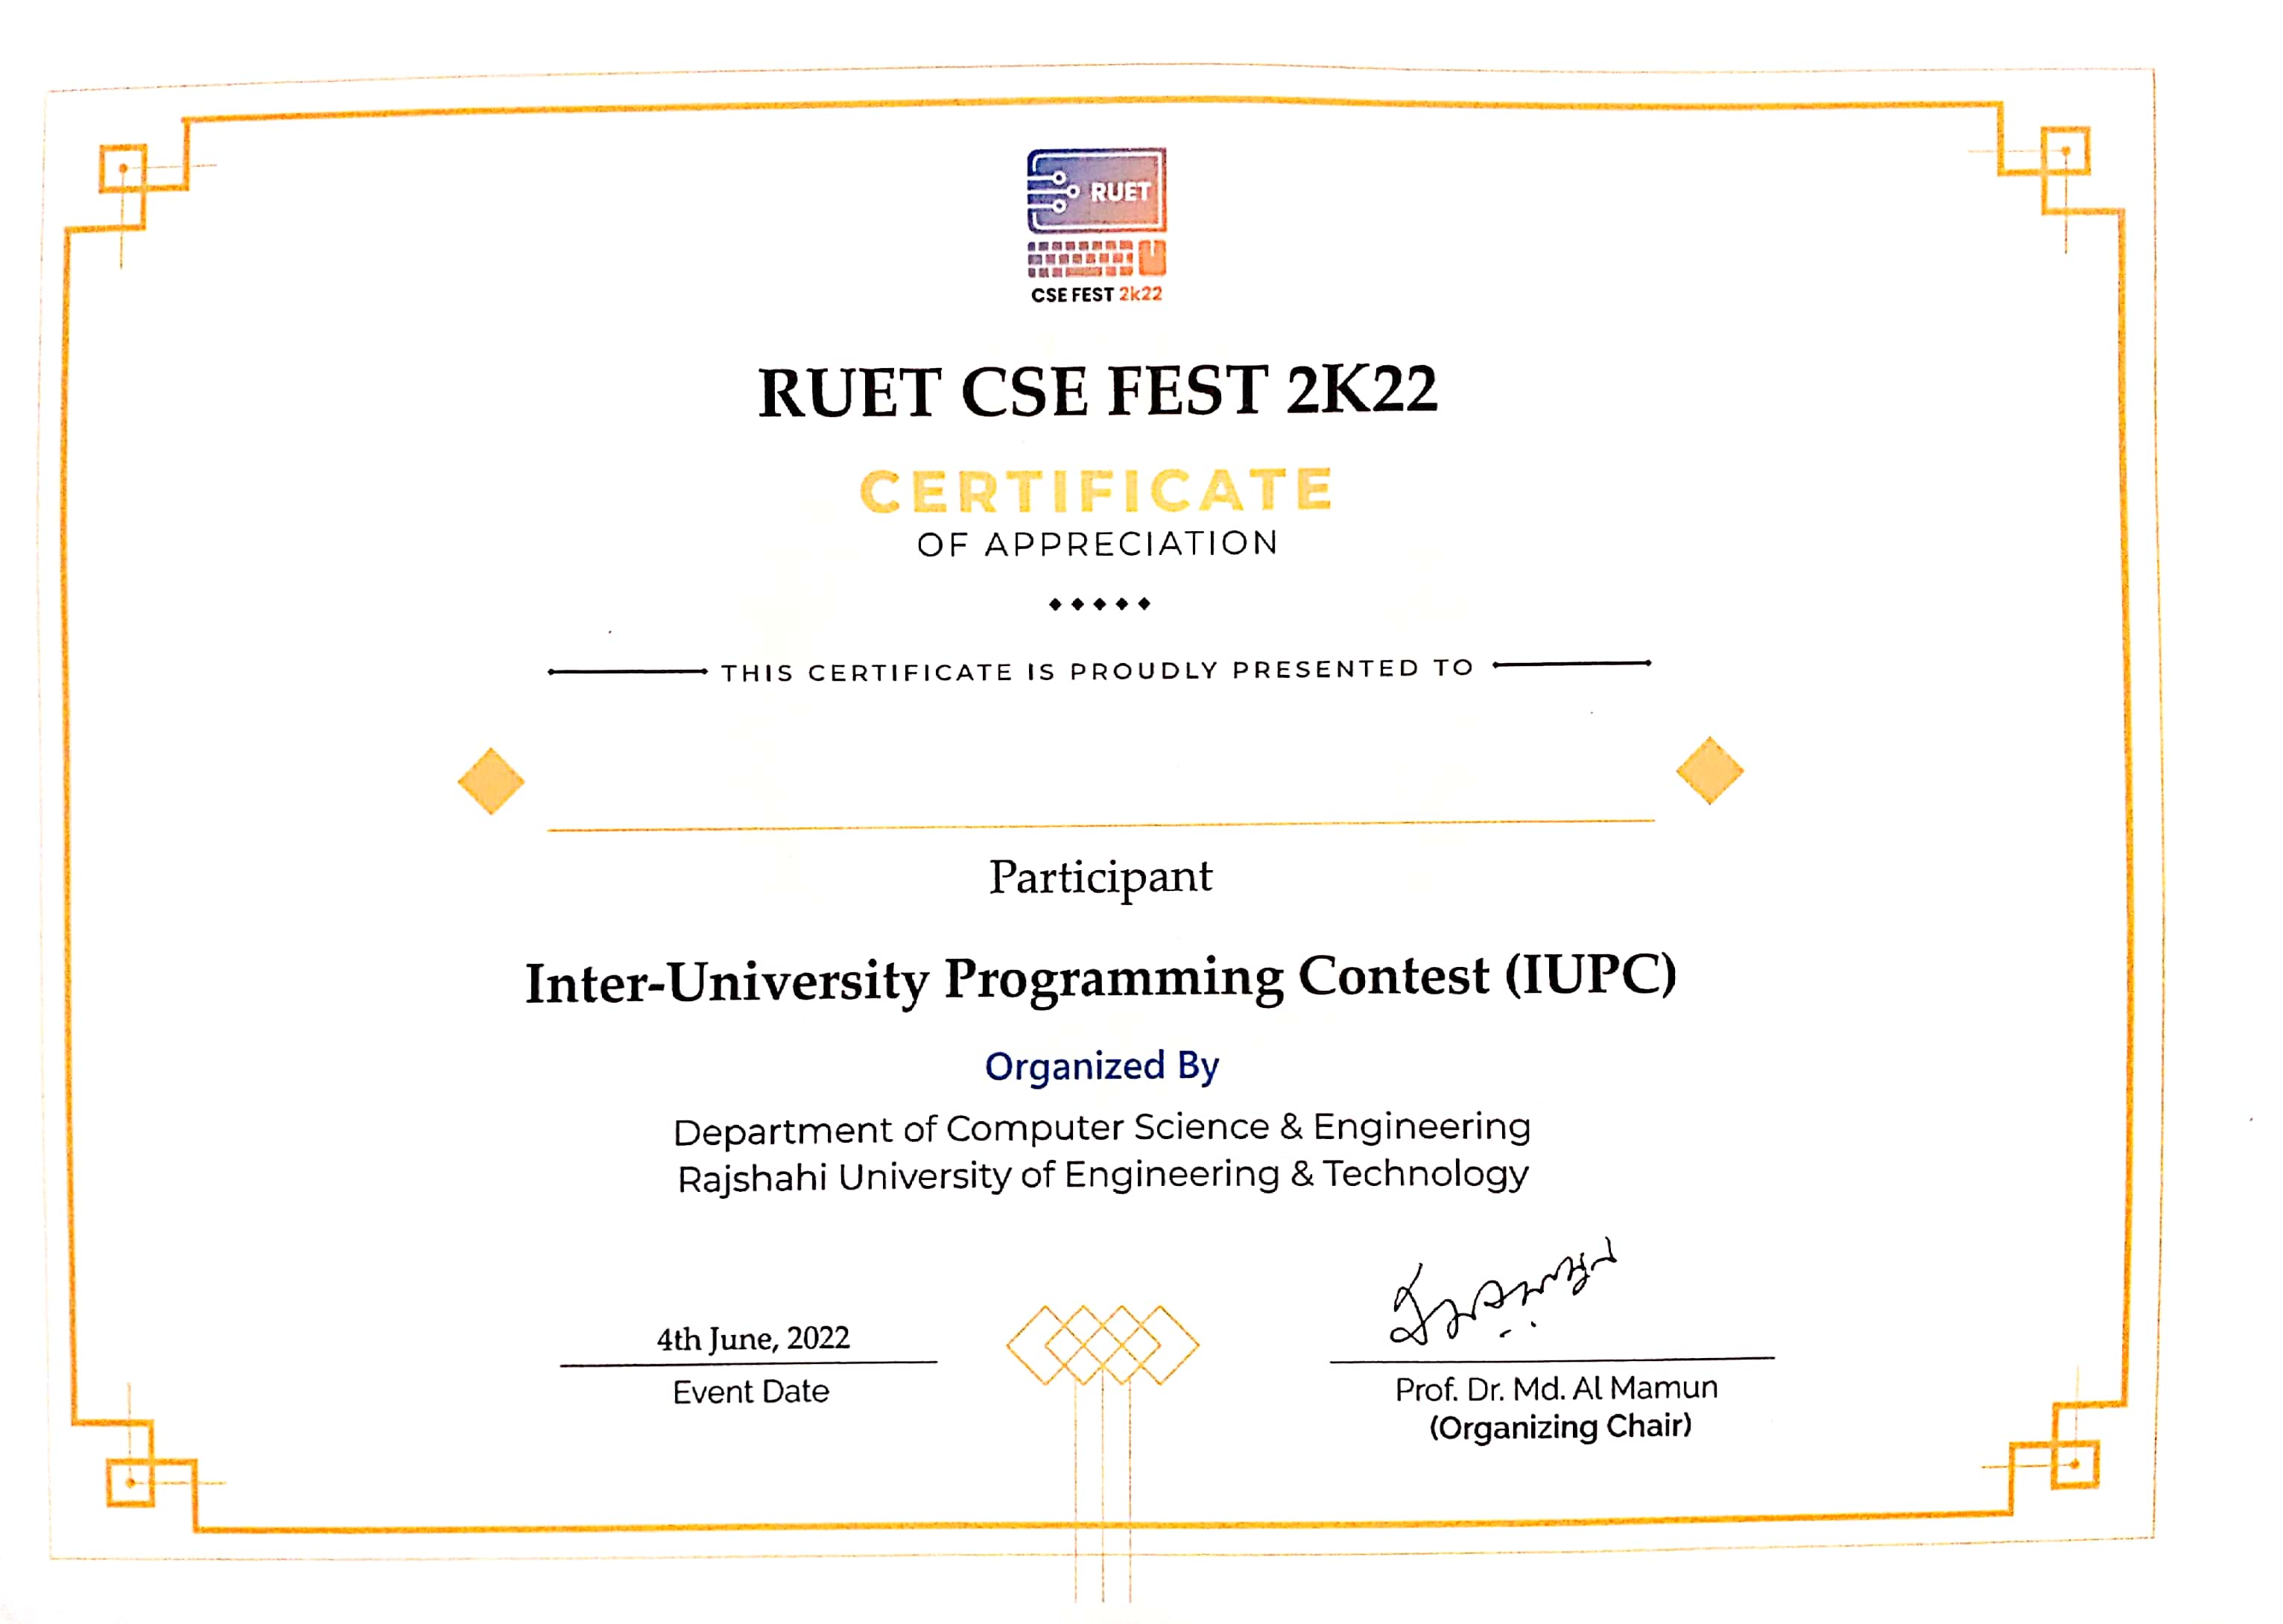 RUET
CSE FEST 2k22
RUET CSE FEST 2K22
CERTIFICATE
OF APPRECIATION
THIS CERTIFICATE IS PROUDLY PRESENTED TO
Participant
Inter-University Programming Contest (IUPC)
Organized By
Department of Computer Science & Engineering
Rajshahi University of Engineering & Technology
4th June, 2022
Event Date
Prof. Dr. Md. Al Mamun
(Organizing Chair)